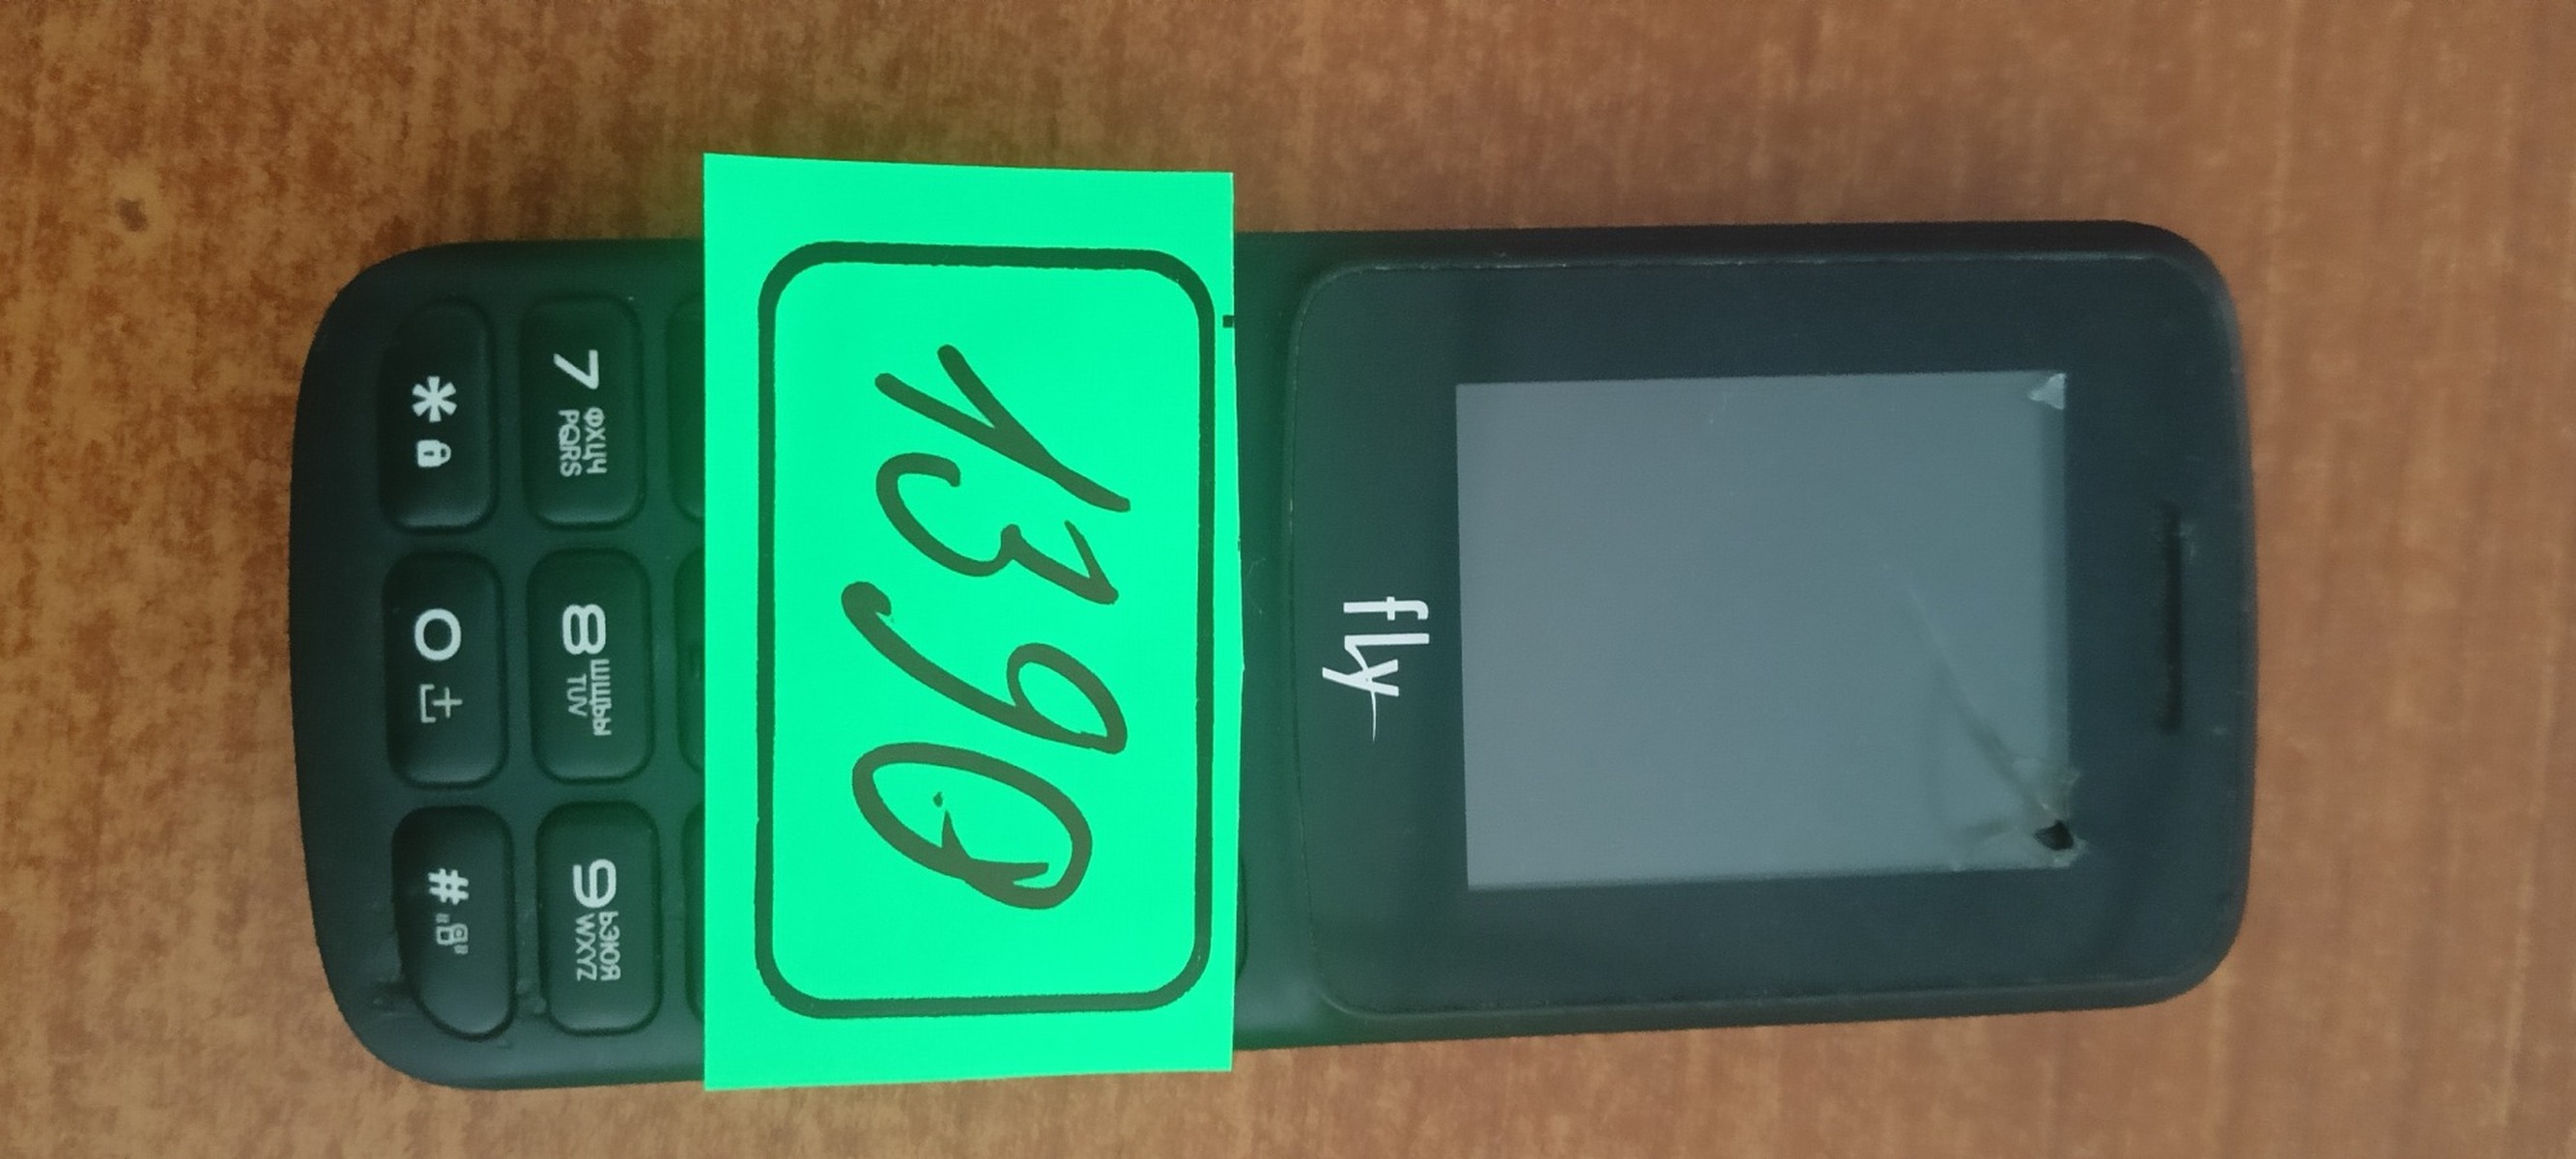 fly
1390
7 ФХЦЧ
PQRS
8 ШЩЪЫ
TUV
9 ЬЭЮЯ
WXYZ
*
0 +
#